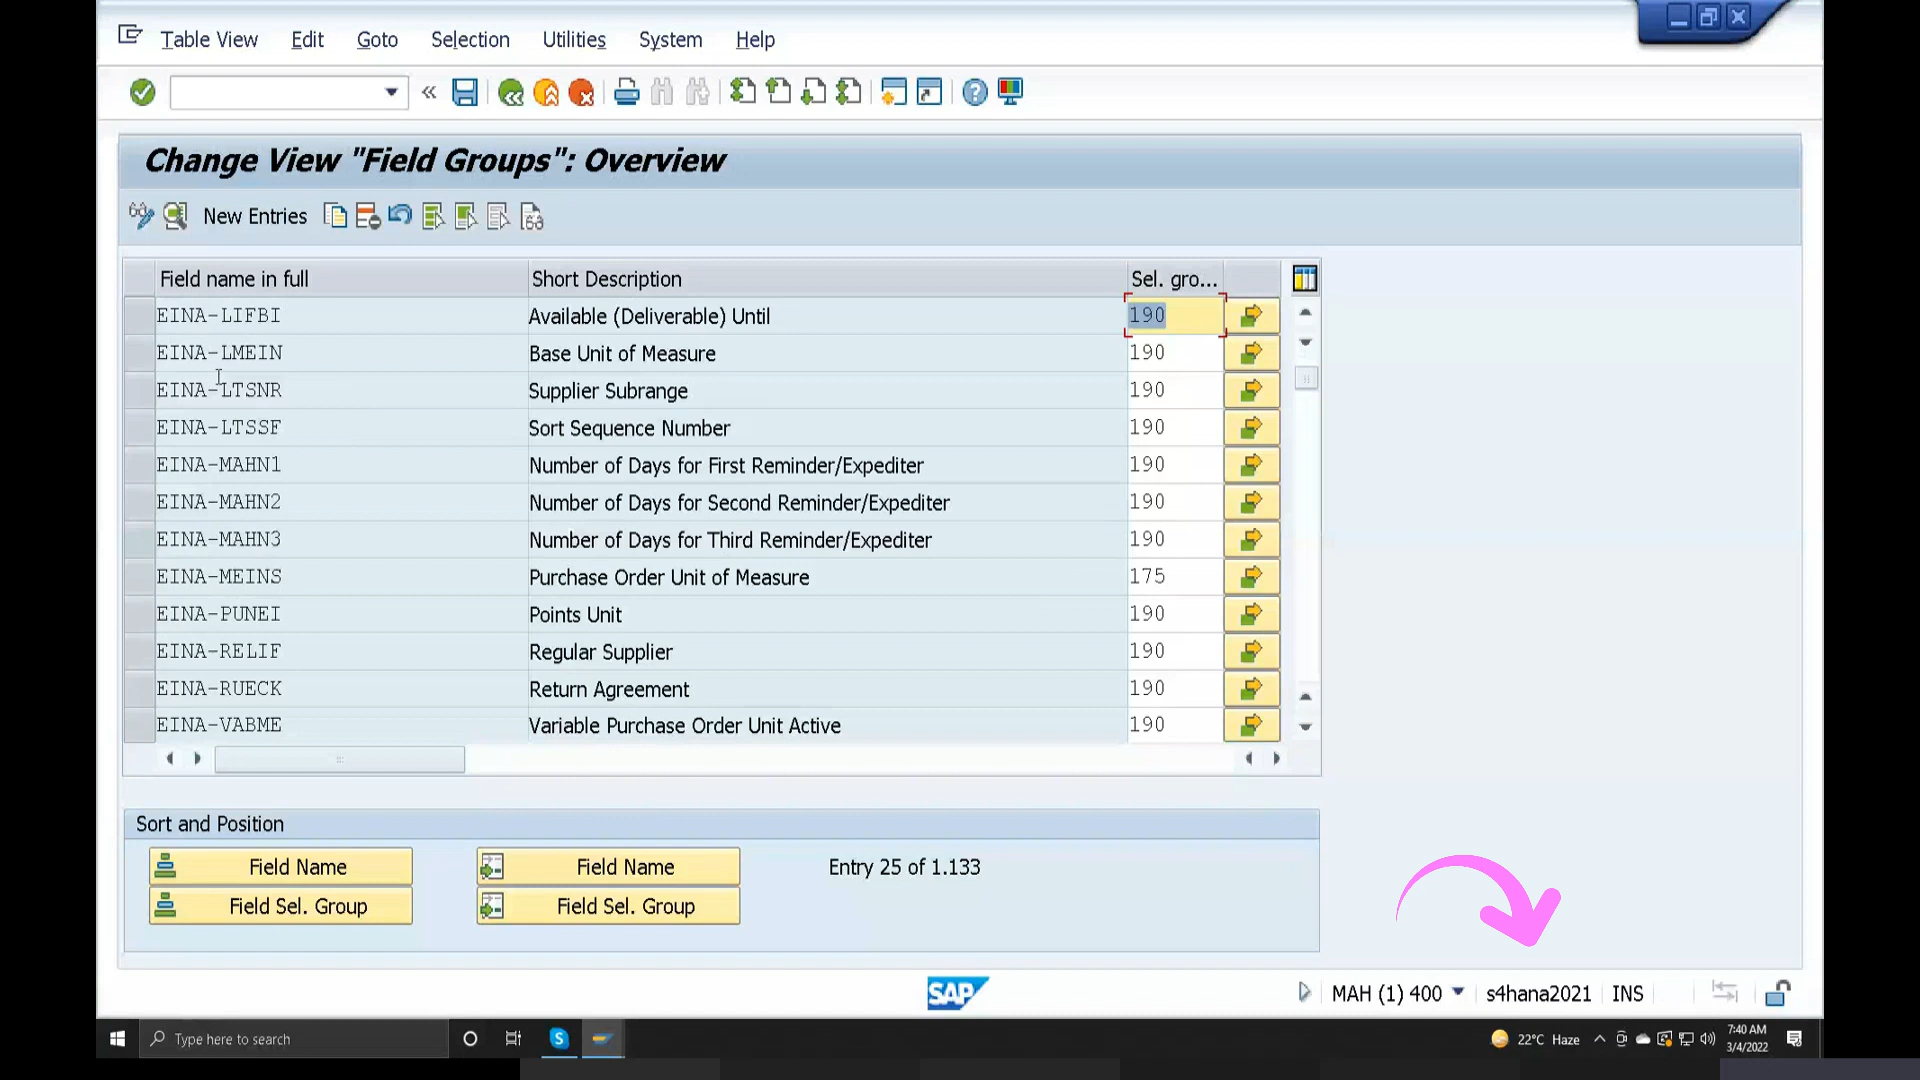 Table View Edit Goto Selection Utilities System Help
Change View "Field Groups": Overview
New Entries
Field name in full Short Description Sel. gro...
EINA-LIFBI Available (Deliverable) Until 190
EINA-LMEIN Base Unit of Measure 190
EINA-LTSNR Supplier Subrange 190
EINA-LTSSF Sort Sequence Number 190
EINA-MAHN1 Number of Days for First Reminder/Expediter 190
EINA-MAHN2 Number of Days for Second Reminder/Expediter 190
EINA-MAHN3 Number of Days for Third Reminder/Expediter 190
EINA-MEINS Purchase Order Unit of Measure 175
EINA-PUNEI Points Unit 190
EINA-RELIF Regular Supplier 190
EINA-RUECK Return Agreement 190
EINA-VABME Variable Purchase Order Unit Active 190
Sort and Position
Field Name Field Name Entry 25 of 1.133
Field Sel. Group Field Sel. Group
SAP MAH (1) 400 s4hana2021 INS
Type here to search 22°C Haze 7:40 AM
3/4/2022